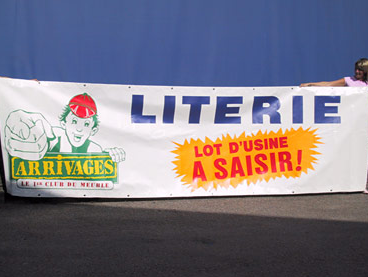 LITERIE
LOT D'USINE
A SAISIR!
ARRIVAGES
LE 1ER CLUB DU MEUBLE